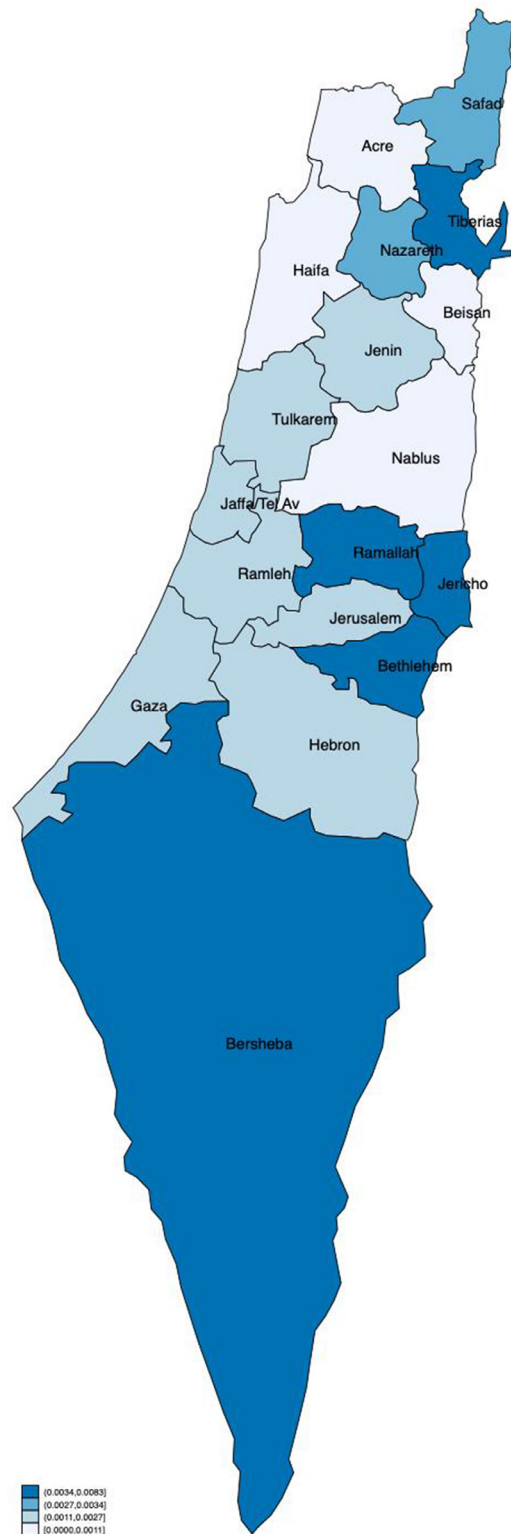 Safad
Acre
Tiberias
Nazareth
Haifa
Beisan
Jenin
Tulkarem
Nablus
Jaffa/Tel Av
Ramallah
Ramleh
Jericho
Jerusalem
Bethlehem
Gaza
Hebron
Bersheba
(0.0034,0.0083]
(0.0027,0.0034]
(0.0011,0.0027]
[0.0000,0.0011]